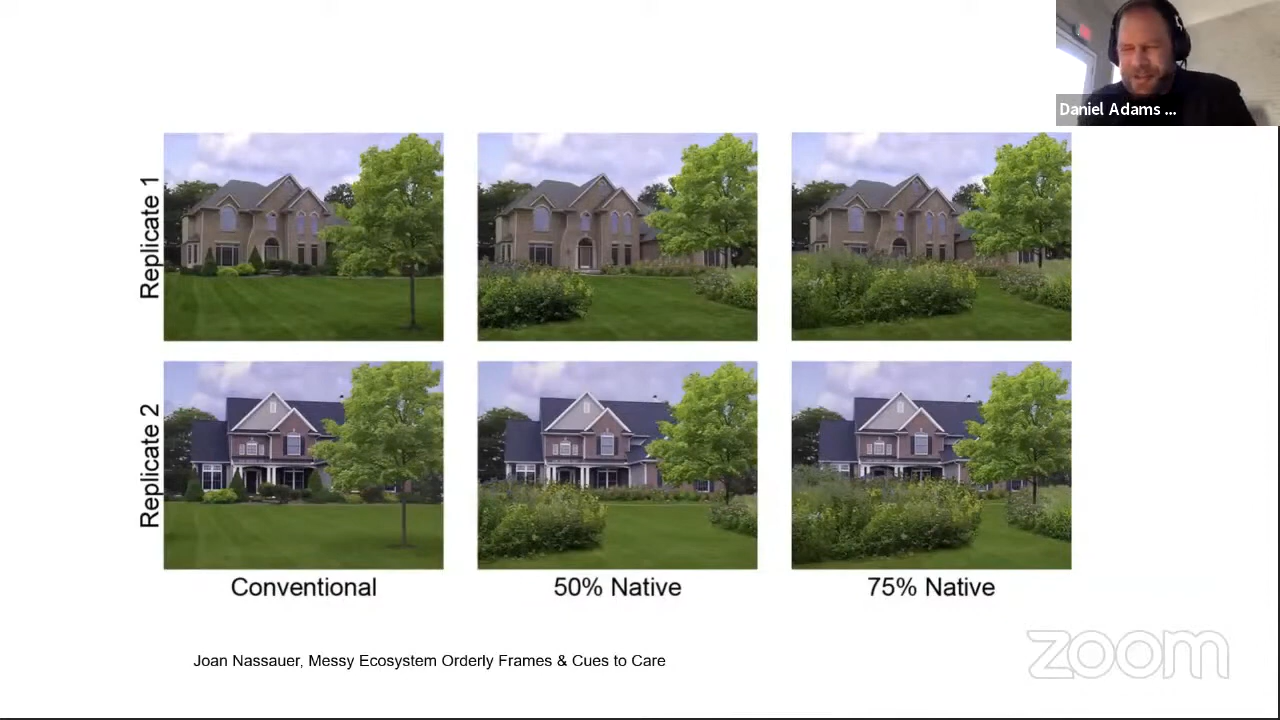 Daniel Adams ...
Replicate 1
Replicate 2
Conventional
50% Native
75% Native
Joan Nassauer, Messy Ecosystem Orderly Frames & Cues to Care
zoom